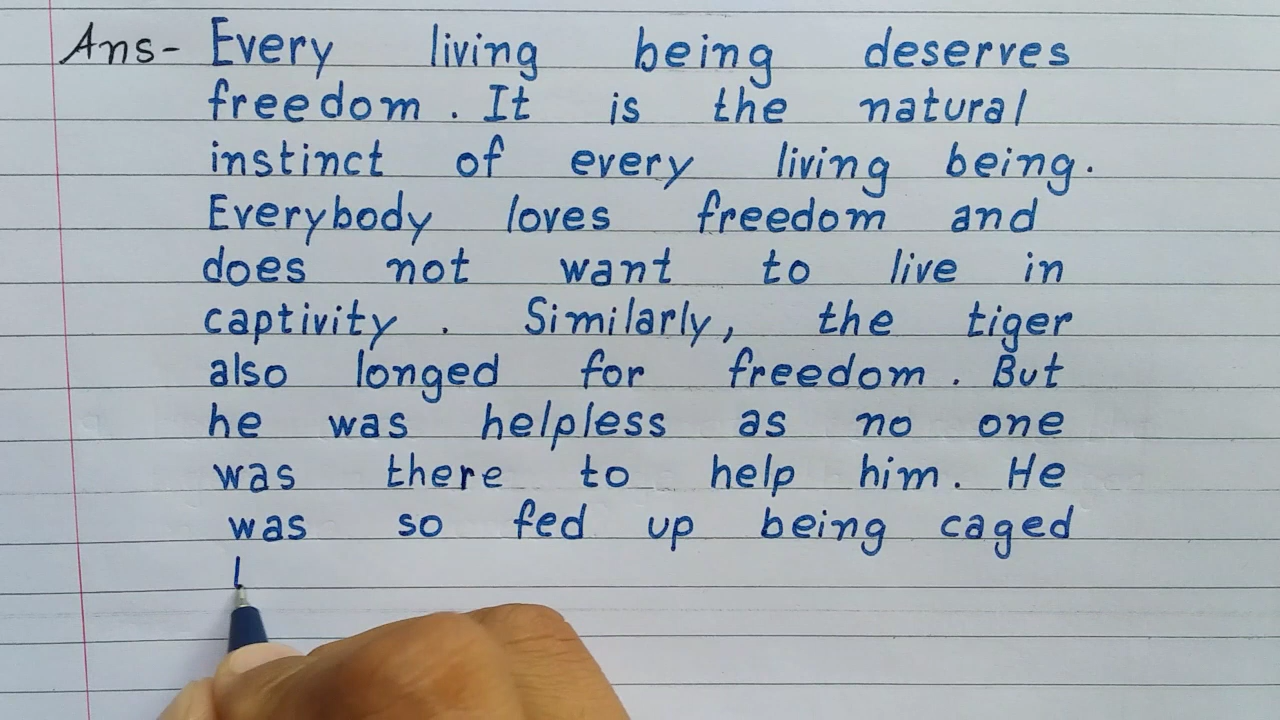 Ans- Every living being deserves
freedom. It is the natural
instinct of every living being.
Everybody loves freedom and
does not want to live in
captivity. Similarly, the tiger
also longed for freedom. But
he was helpless as no one
was there to help him. He
was so fed up being caged